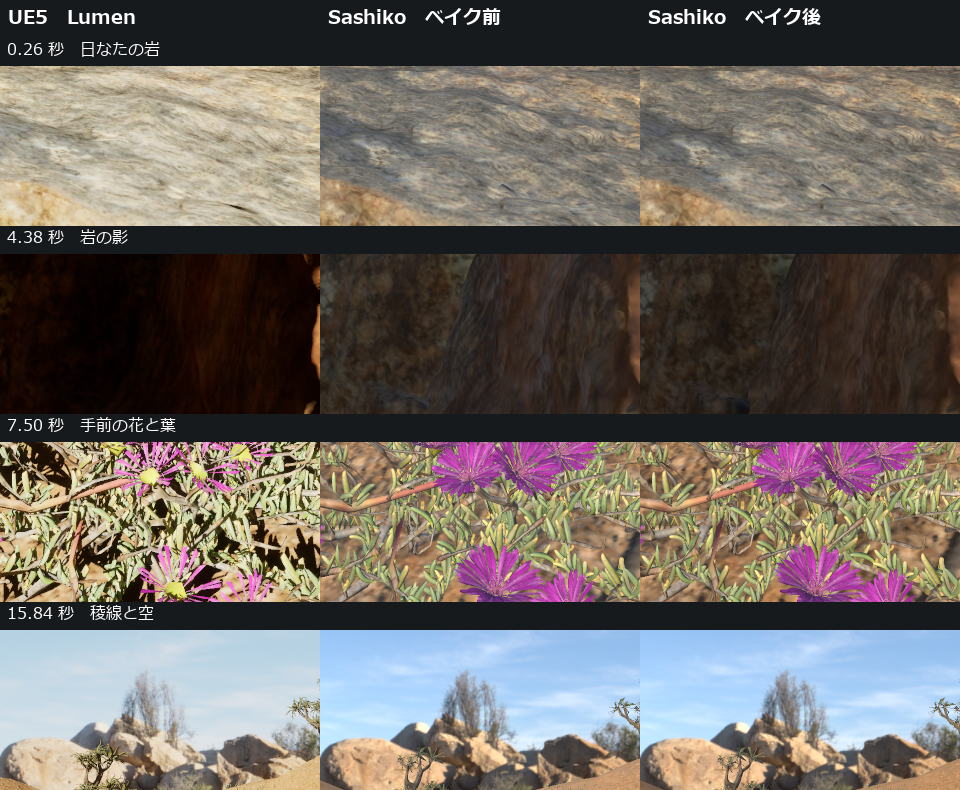 UE5 Lumen
Sashiko ベイク前
Sashiko ベイク後
0.26 秒 日なたの岩
4.38 秒 岩の影
7.50 秒 手前の花と葉
15.84 秒 稜線と空